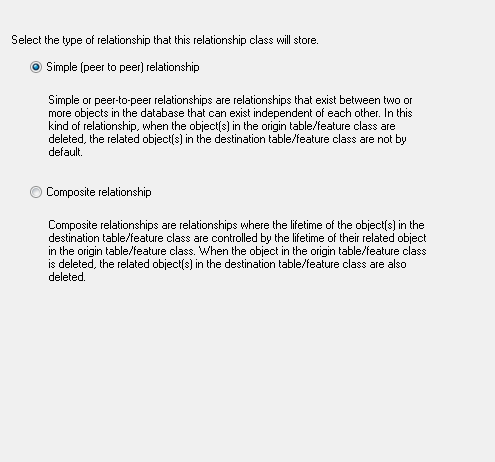 Select the type of relationship that this relationship class will store.
Simple (peer to peer) relationship
Simple or peer-to-peer relationships are relationships that exist between two or
more objects in the database that can exist independent of each other. In this
kind of relationship, when the object(s) in the origin table/feature class are
deleted, the related object(s) in the destination table/feature class are not by
default.
Composite relationship
Composite relationships are relationships where the lifetime of the object(s) in the
destination table/feature class are controlled by the lifetime of their related object
in the origin table/feature class. When the object in the origin table/feature class
is deleted, the related object(s) in the destination table/feature class are also
deleted.